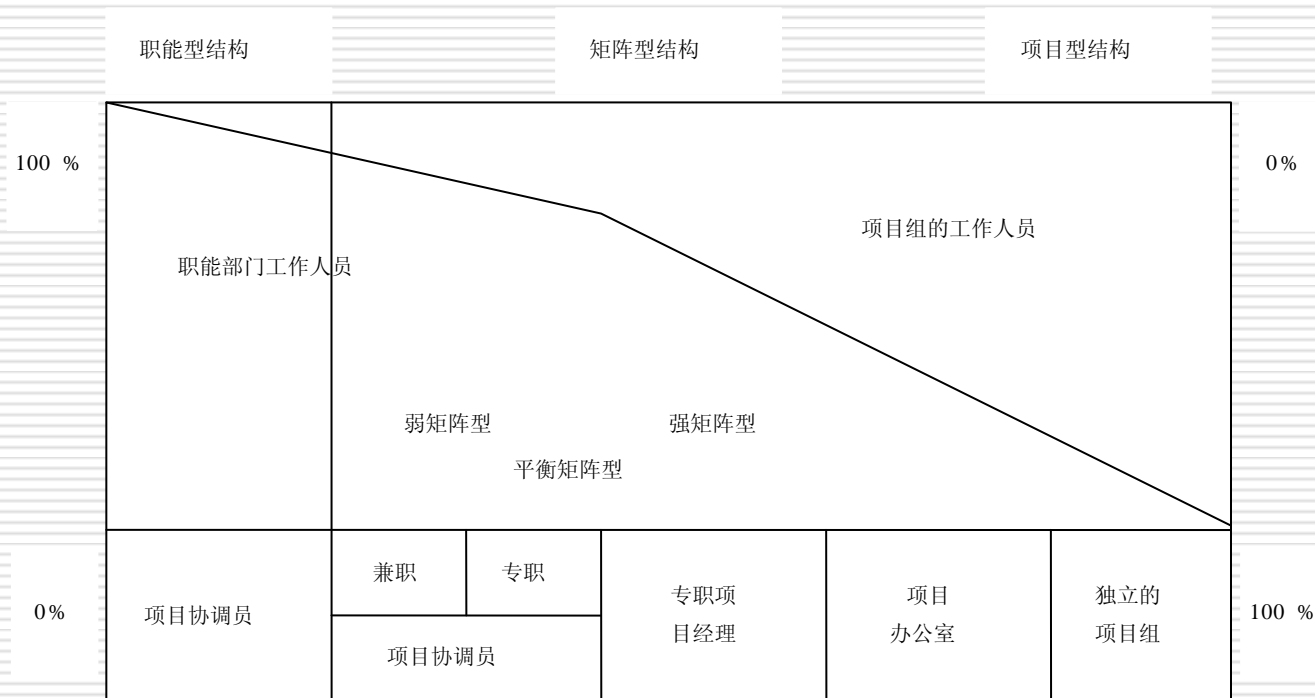 职能型结构 矩阵型结构 项目型结构
100 % 0%
项目组的工作人员
职能部门工作人员
弱矩阵型 强矩阵型
平衡矩阵型
兼职 专职
专职项 项目 独立的
0% 项目协调员 100 %
目经理 办公室 项目组
项目协调员